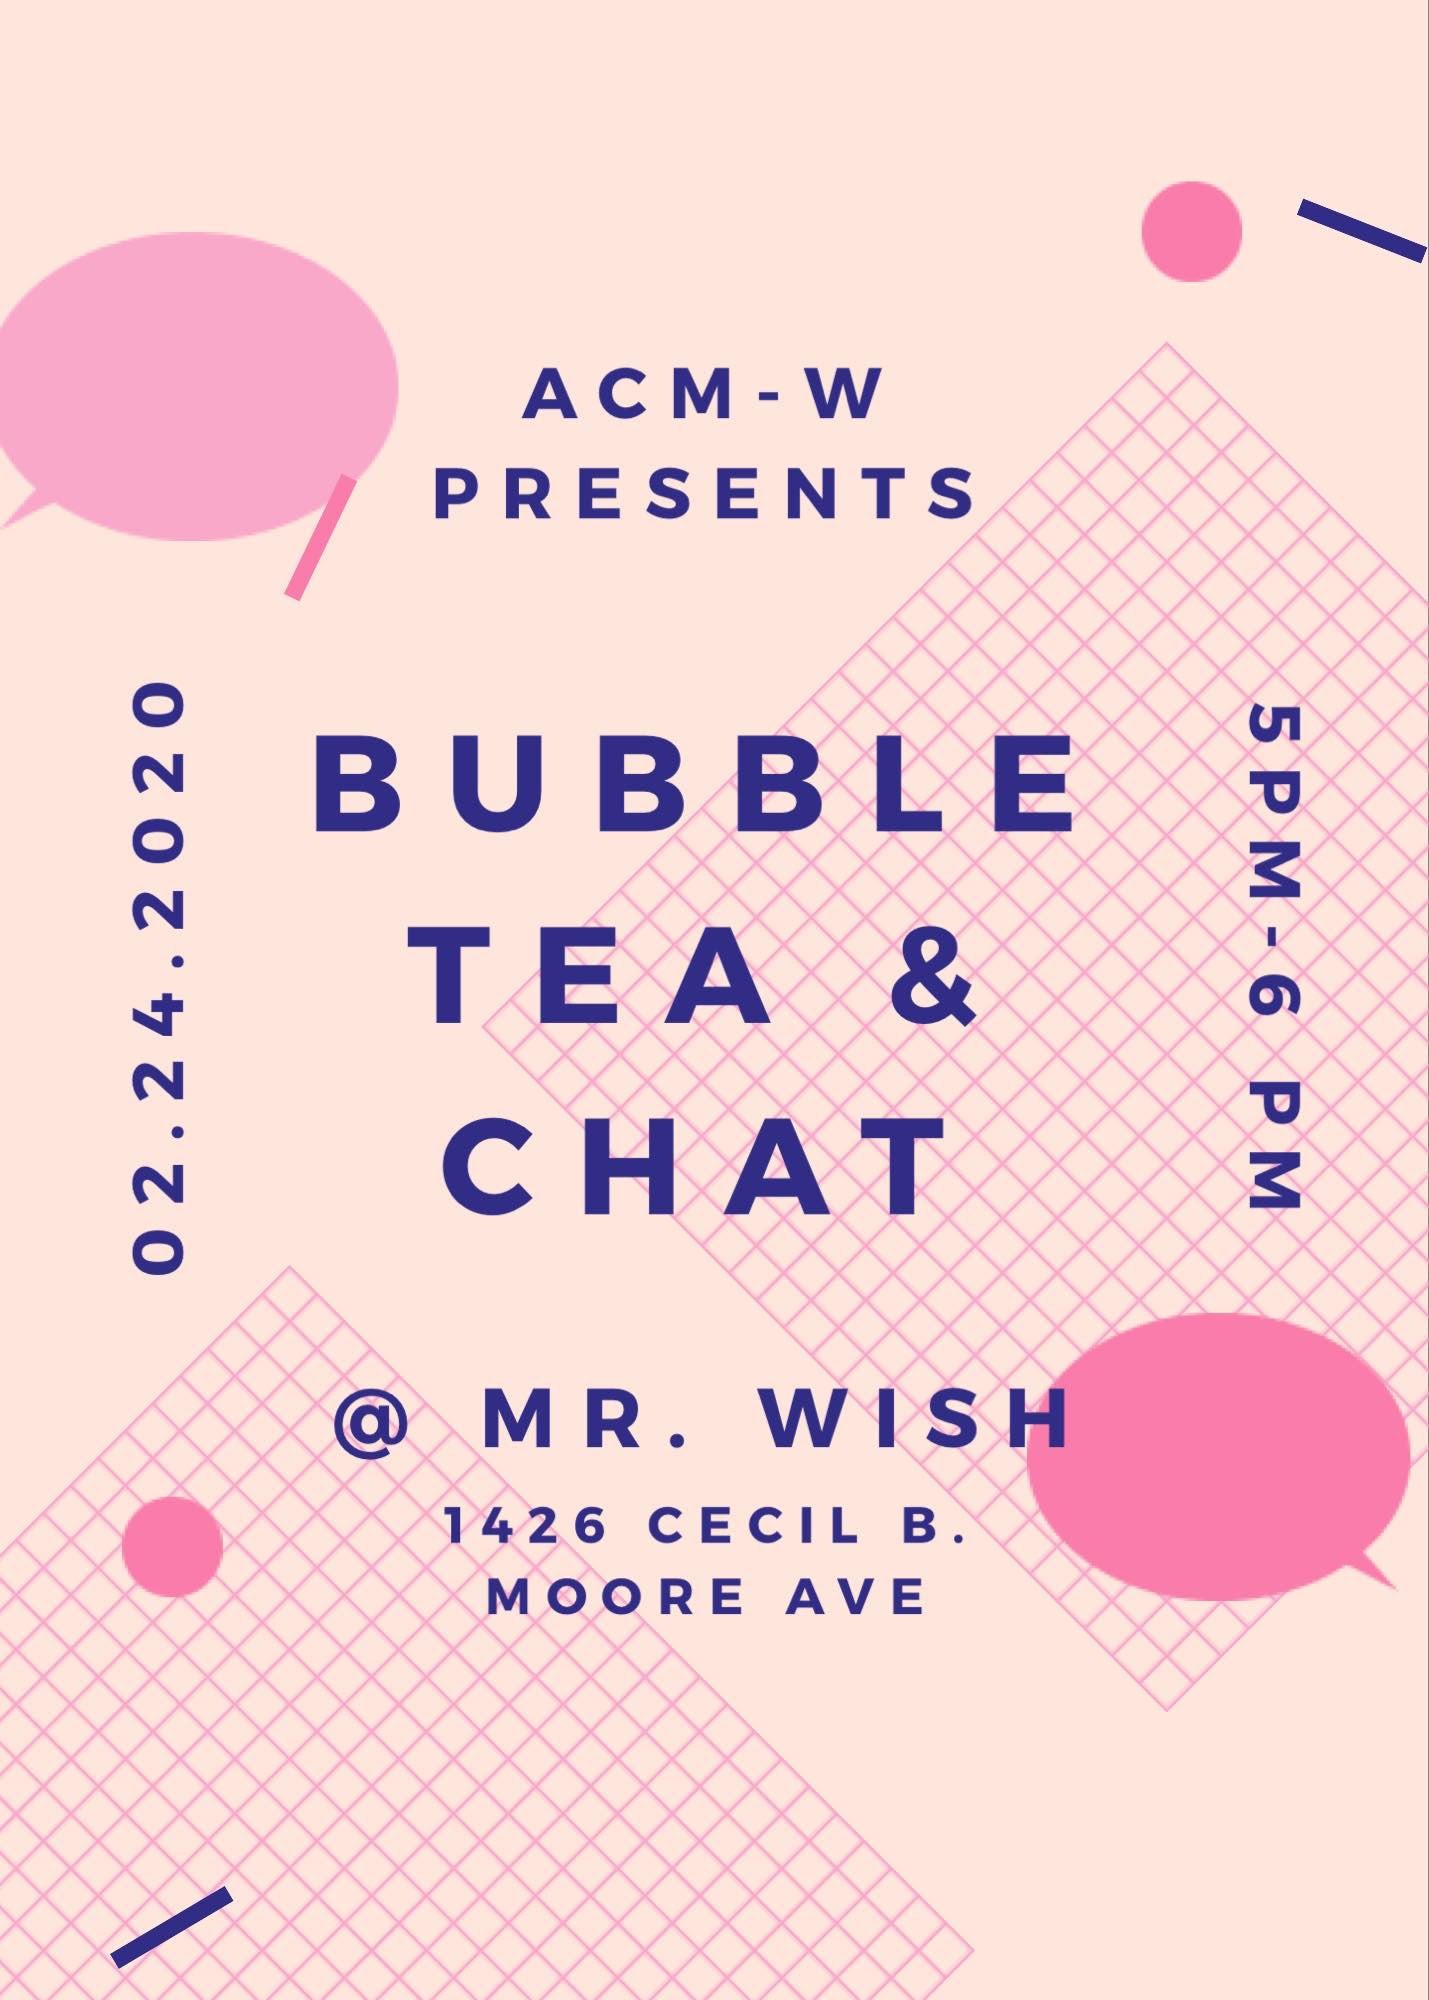 ACM-W
PRESENTS
02.24.2020
BUBBLE
TEA &
CHAT
5PM-6 PM
@ MR. WISH
1426 CECIL B.
MOORE AVE